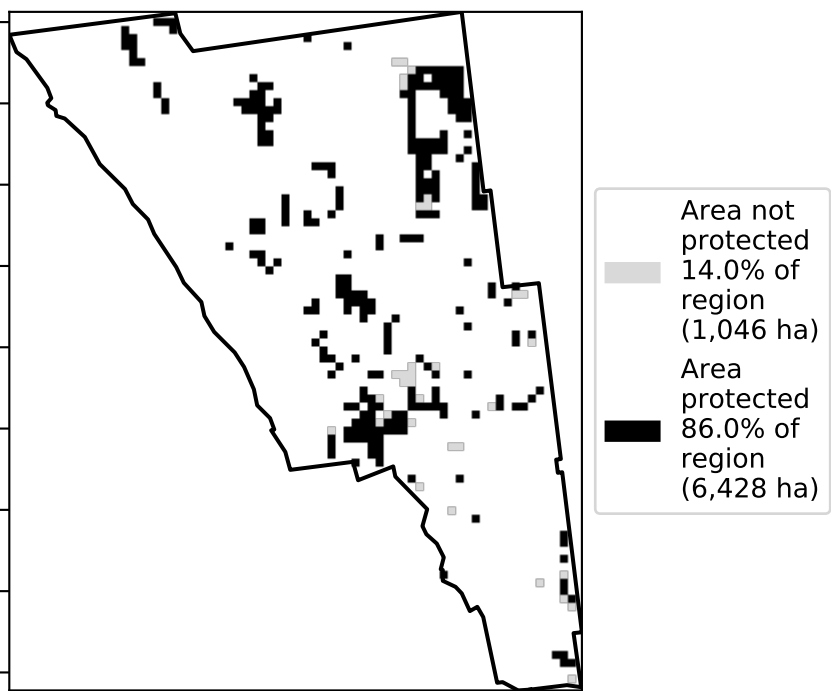 Area not
protected
14.0% of
region
(1,046 ha)
Area
protected
86.0% of
region
(6,428 ha)